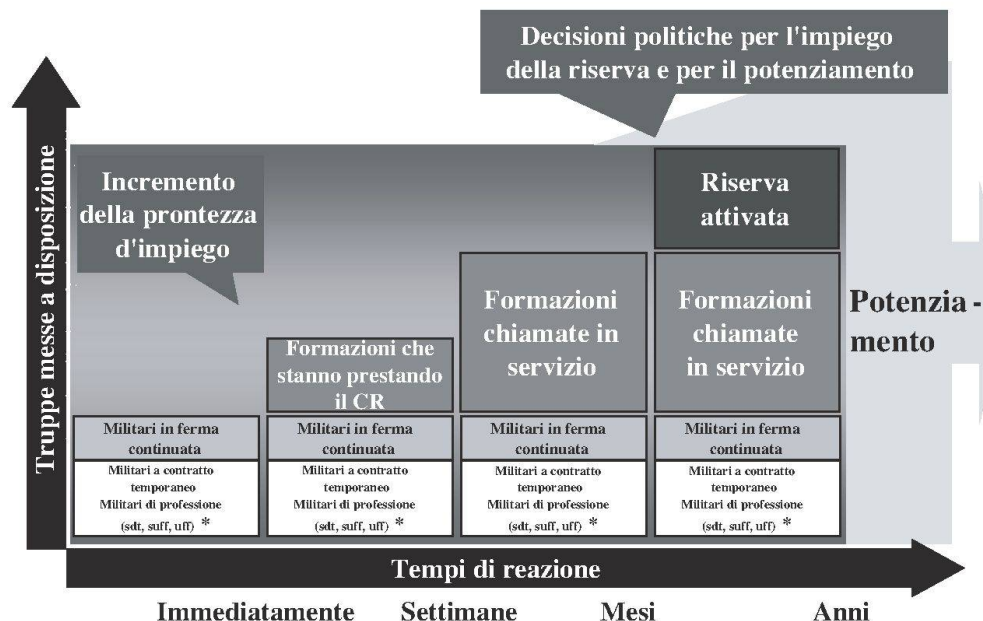 Decisioni politiche per l'impiego
della riserva e per il potenziamento
Truppe messe a disposizione
Incremento
della prontezza
d'impiego
Riserva
attivata
Formazioni che
stanno prestando
il CR
Formazioni
chiamate in
servizio
Formazioni
chiamate
in servizio
Potenzia -
mento
Militari in ferma
continuata
Militari in ferma
continuata
Militari in ferma
continuata
Militari in ferma
continuata
Militari a contratto
temporaneo
Militari di professione
(sdt, suff, uff) *
Militari a contratto
temporaneo
Militari di professione
(sdt, suff, uff) *
Militari a contratto
temporaneo
Militari di professione
(sdt, suff, uff) *
Militari a contratto
temporaneo
Militari di professione
(sdt, suff, uff) *
Tempi di reazione
Immediatamente
Settimane
Mesi
Anni